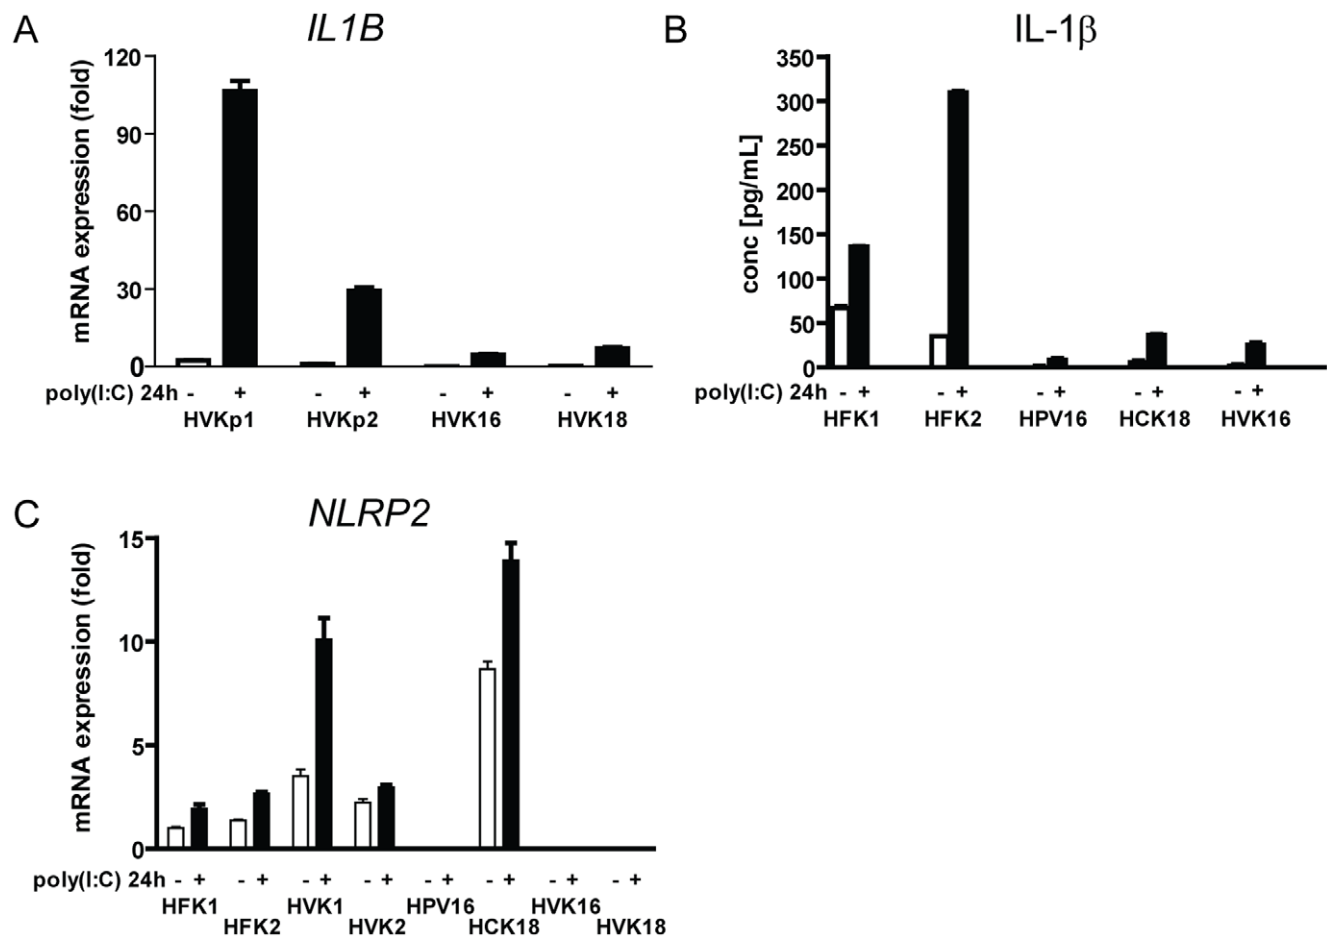 A
IL1B
mRNA expression (fold)
120
90
60
30
0
poly(I:C) 24h - + - + - + - +
HVKp1 HVKp2 HVK16 HVK18
B
IL-1β
conc [pg/mL]
350
300
250
200
150
100
50
0
poly(I:C) 24h - + - + - + - + - +
HFK1 HFK2 HPV16 HCK18 HVK16
C
NLRP2
mRNA expression (fold)
15
10
5
0
poly(I:C) 24h - + - + - + - + - + - + - + - +
HFK1 HVK1 HPV16 HVK16
HFK2 HVK2 HCK18 HVK18